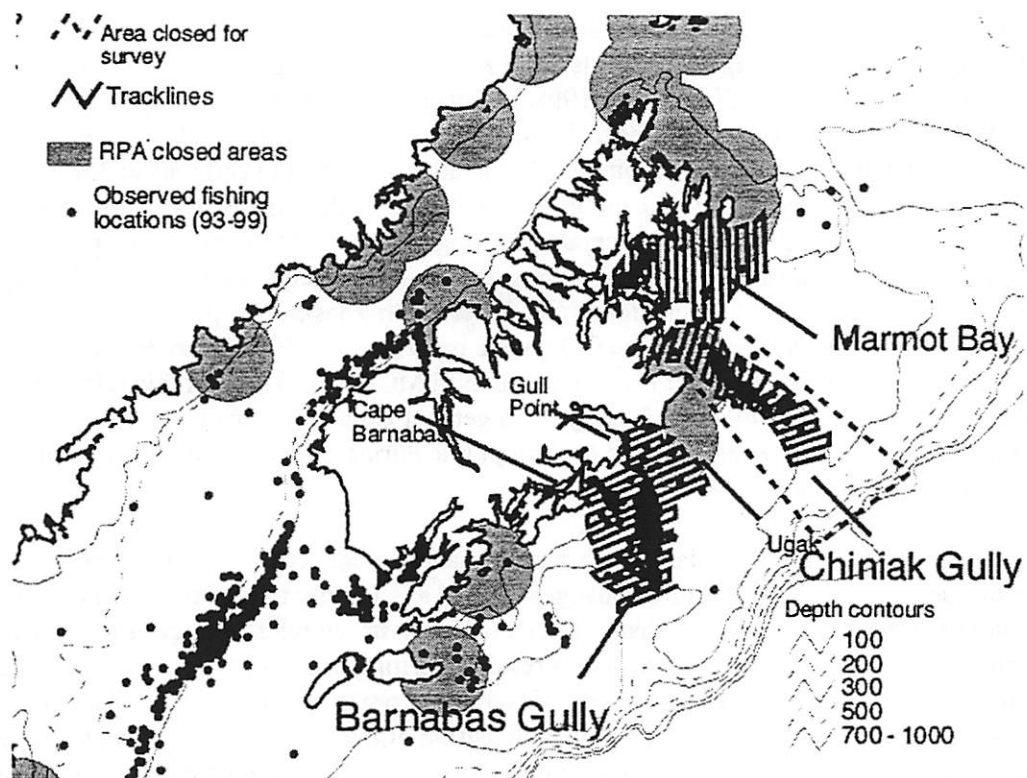 Area closed for
survey
Tracklines
RPA closed areas
Observed fishing
locations (93-99)
Marmot Bay
Gull
Point
Cape
Barnabas
Ugak
Chiniak Gully
Depth contours
100
200
300
500
700 - 1000
Barnabas Gully